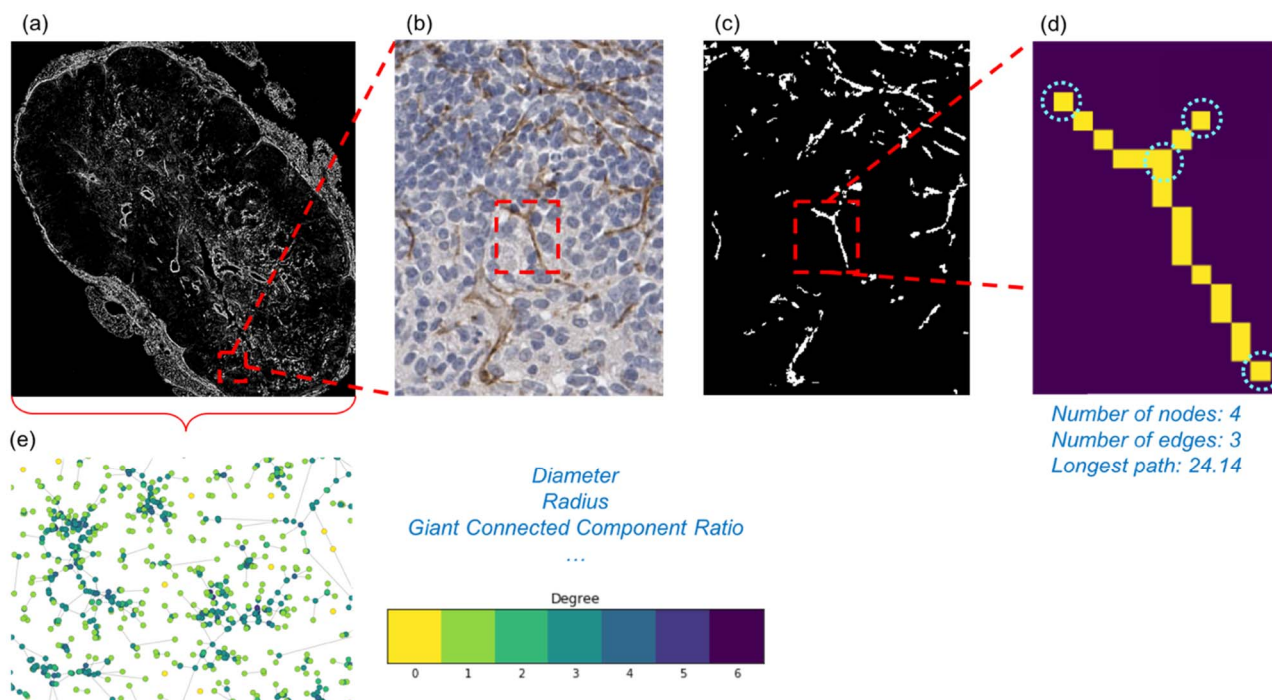 (a)
(b)
(c)
(d)
Number of nodes: 4
Number of edges: 3
Longest path: 24.14
(e)
Diameter
Radius
Giant Connected Component Ratio
...
Degree
0 1 2 3 4 5 6